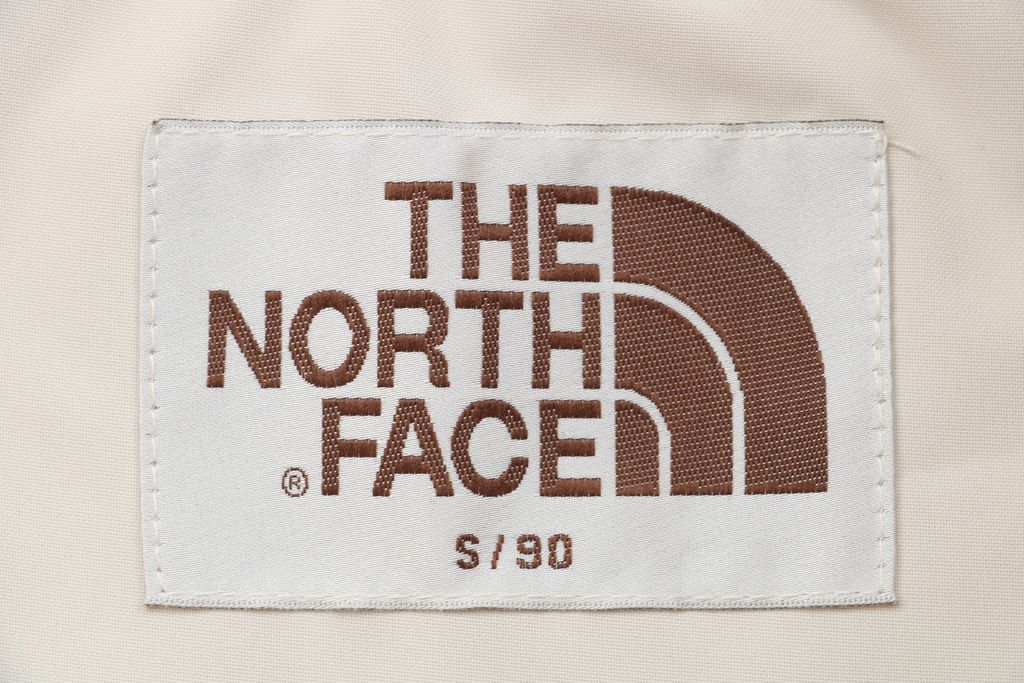 THE
NORTH
® FACE
S/90